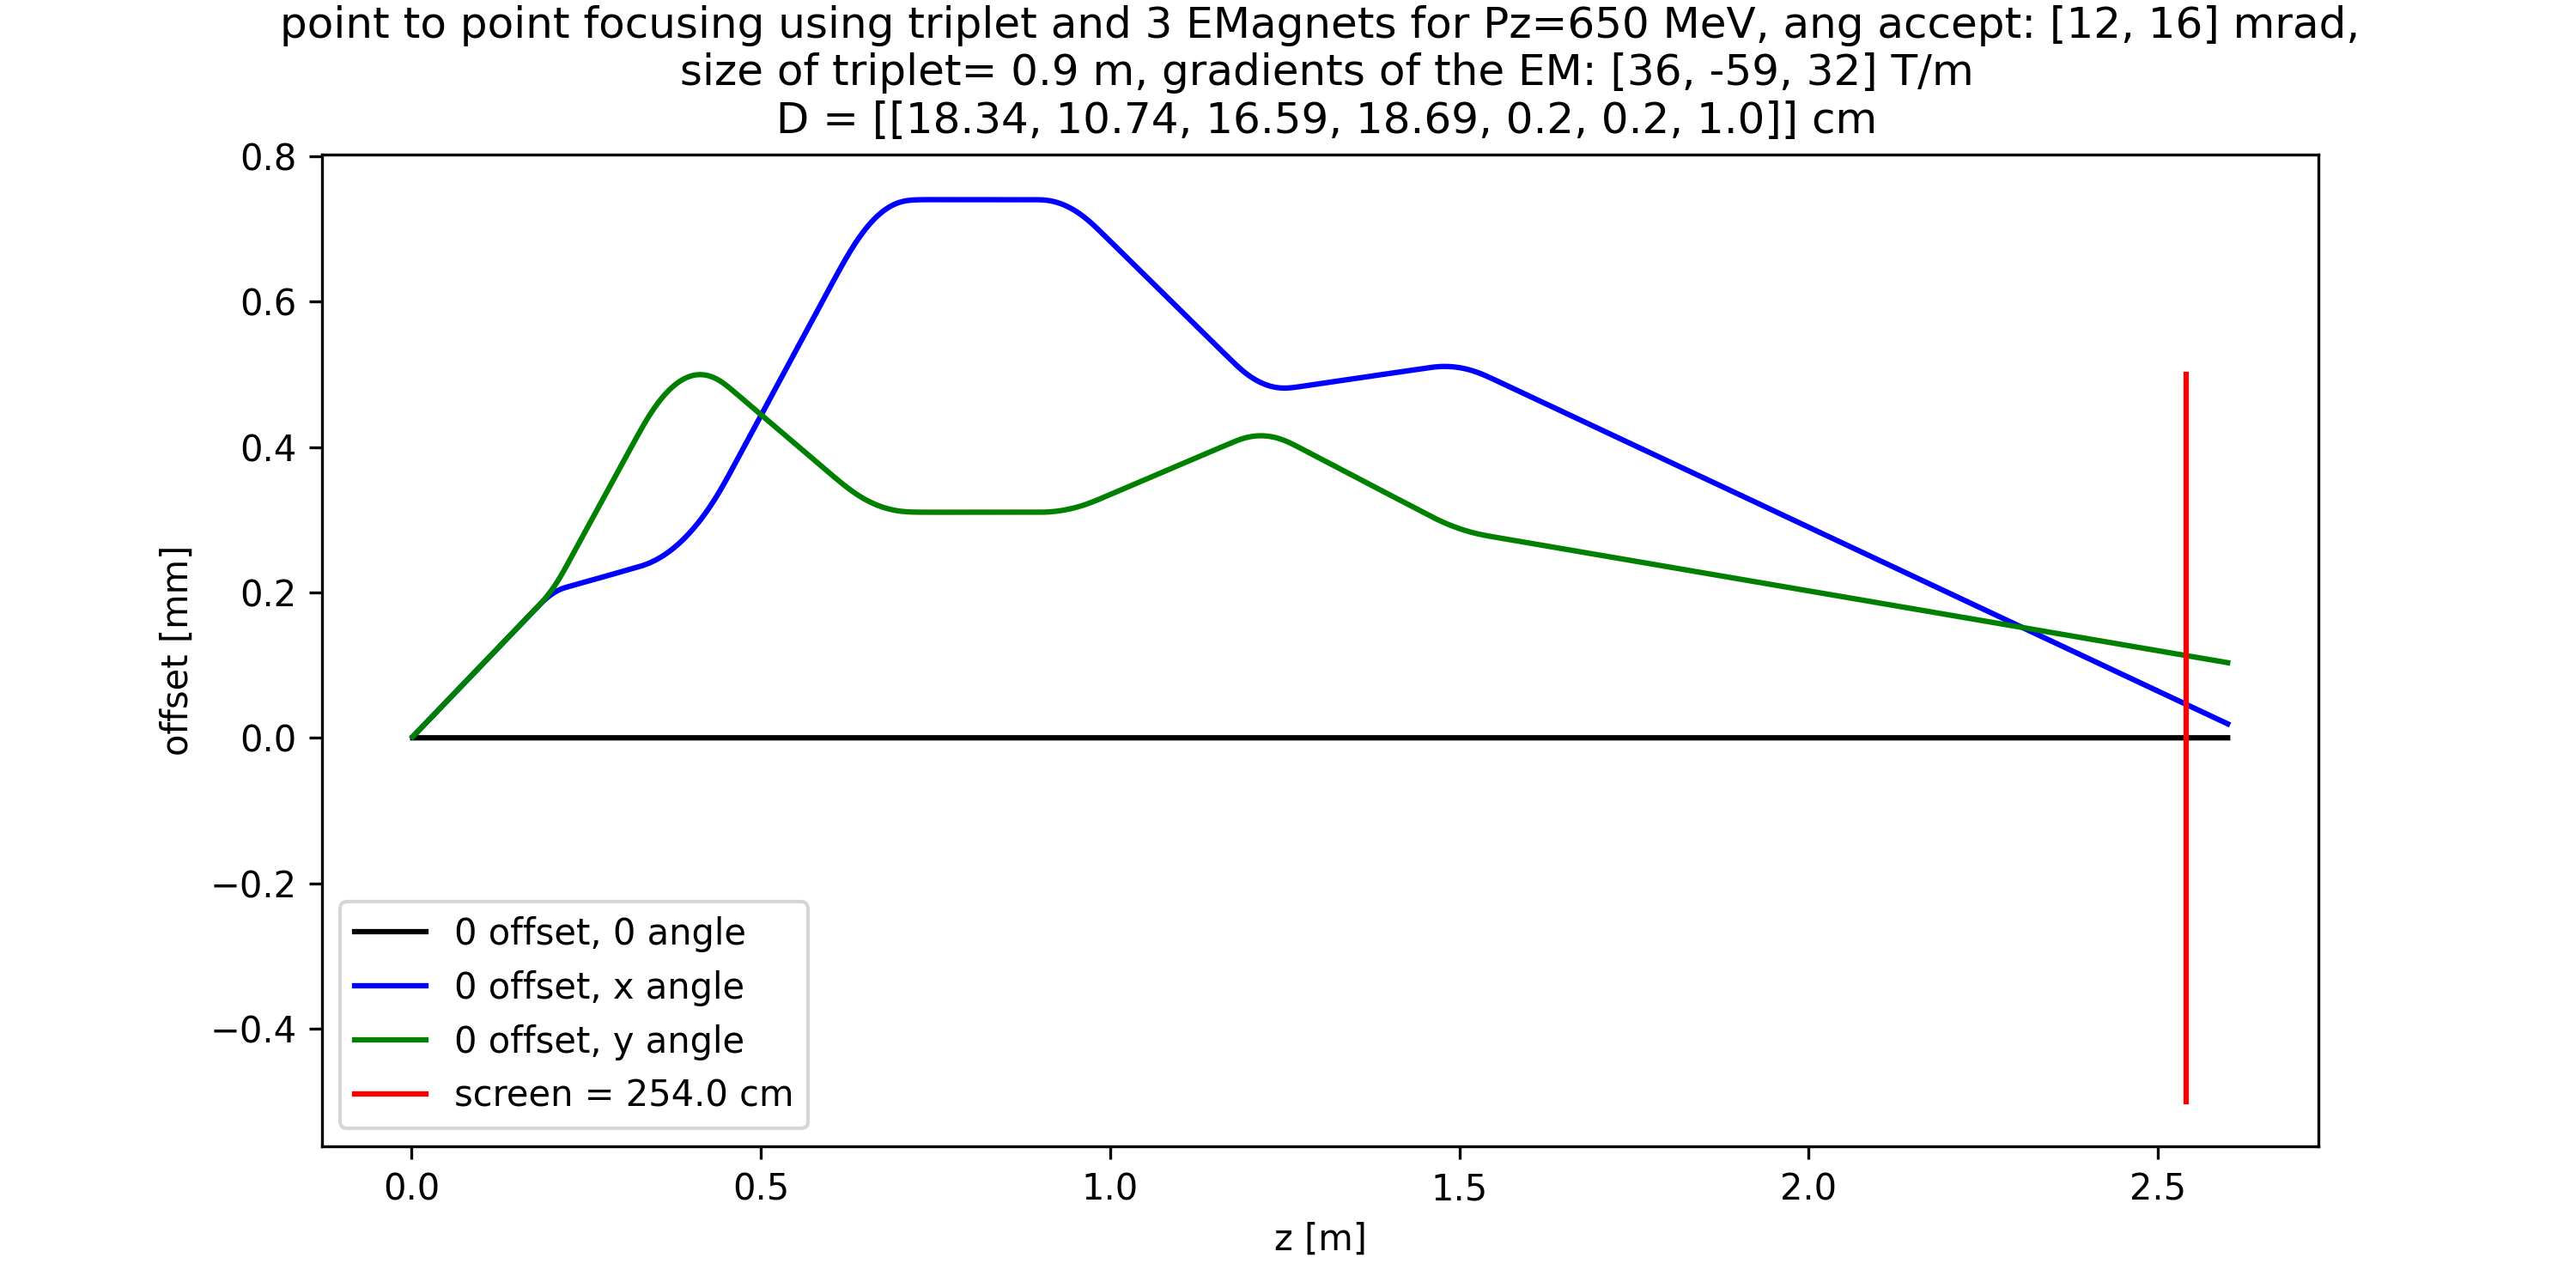 point to point focusing using triplet and 3 EMagnets for Pz=650 MeV, ang accept: [12, 16] mrad,
size of triplet= 0.9 m, gradients of the EM: [36, -59, 32] T/m
D = [[18.34, 10.74, 16.59, 18.69, 0.2, 0.2, 1.0]] cm
0.8
0.6
0.4
0.2
0.0
−0.2
−0.4
offset [mm]
0 offset, 0 angle
0 offset, x angle
0 offset, y angle
screen = 254.0 cm
0.0 0.5 1.0 1.5 2.0 2.5
z [m]